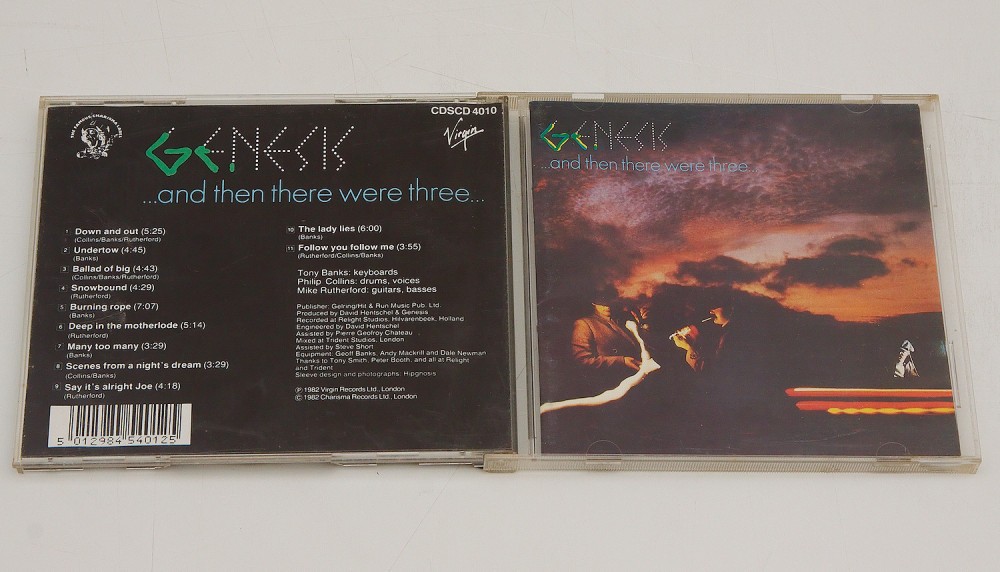 CDSCD 4010
THE FAMOUS CHARISMA LABEL
Virgin
GENESIS
...and then there were three...
1 Down and out (5:25)
(Collins/Banks/Rutherford)
2 Undertow (4:45)
(Banks)
3 Ballad of big (4:43)
(Collins/Banks/Rutherford)
4 Snowbound (4:29)
(Rutherford)
5 Burning rope (7:07)
(Banks)
6 Deep in the motherlode (5:14)
(Rutherford)
7 Many too many (3:29)
(Banks)
8 Scenes from a night's dream (3:29)
(Collins/Banks)
9 Say it's alright Joe (4:18)
(Rutherford)
10 The lady lies (6:00)
(Banks)
11 Follow you follow me (3:55)
(Rutherford/Collins/Banks)
Tony Banks: keyboards
Philip Collins: drums, voices
Mike Rutherford: guitars, basses
Publisher: Gelring/Hit & Run Music Pub. Ltd.
Produced by David Hentschel & Genesis
Recorded at Relight Studios, Hilvarenbeek, Holland
Engineered by David Hentschel
Assisted by Pierre Geofroy Chateau
Mixed at Trident Studios, London
Assisted by Steve Short
Equipment: Geoff Banks, Andy Mackrill and Dale Newman
Thanks to Tony Smith, Peter Booth, and all at Relight
and Trident
Sleeve design and photographs: Hipgnosis
℗ 1982 Virgin Records Ltd., London
© 1982 Charisma Records Ltd., London
5 012984 540125
GENESIS
...and then there were three...